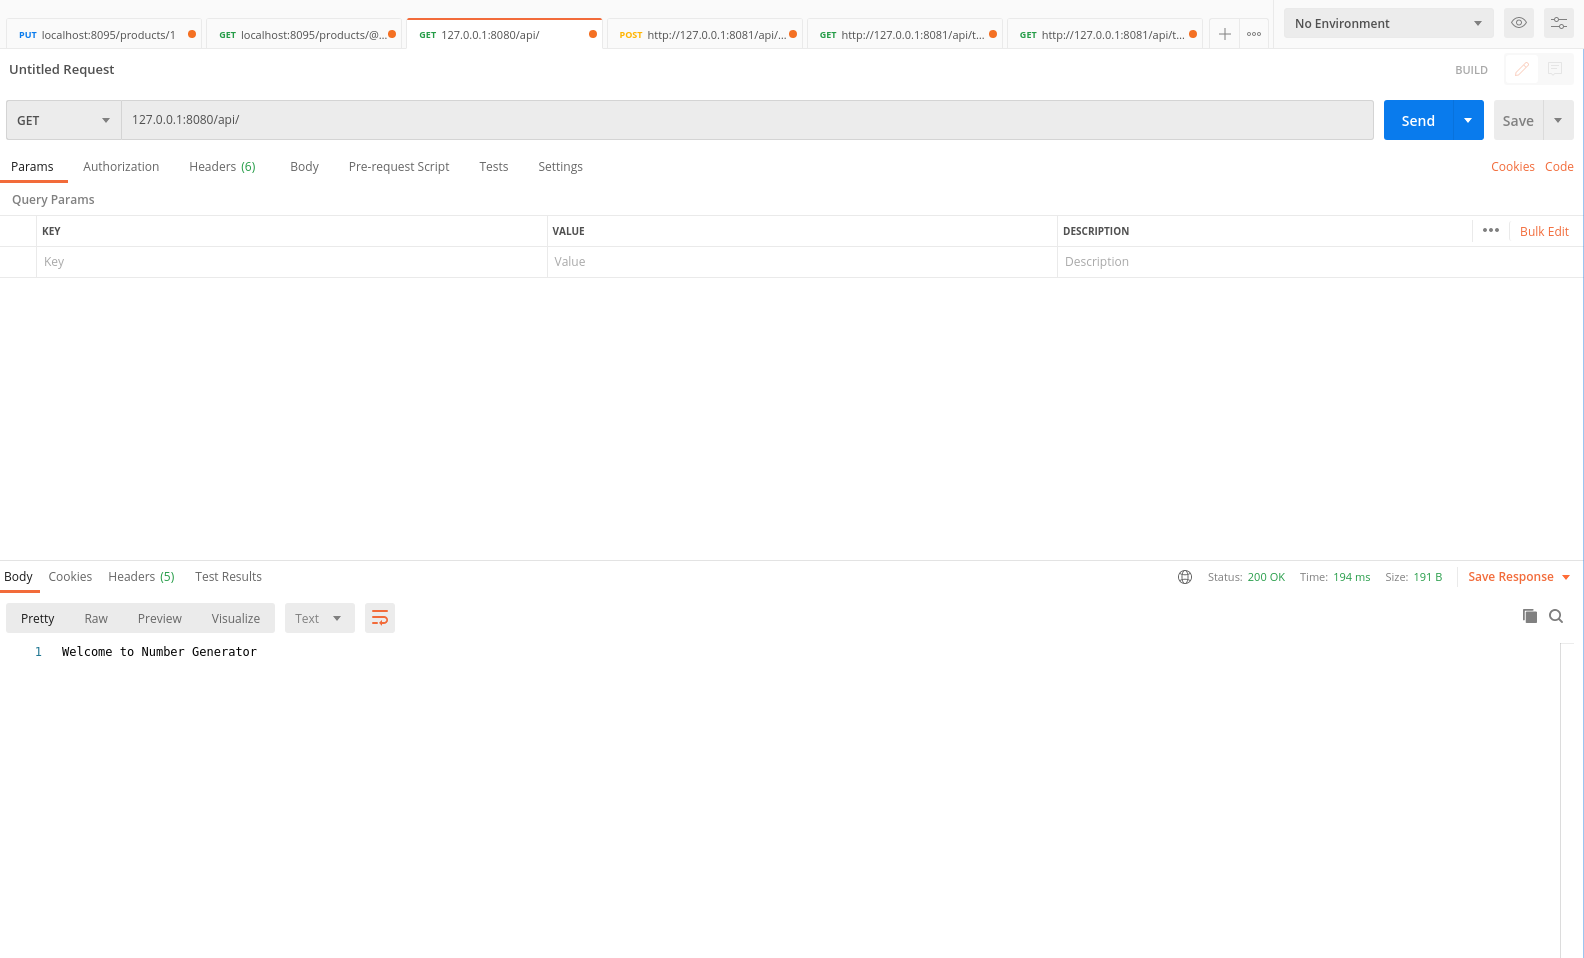 PUT localhost:8095/products/1 GET localhost:8095/products/@... GET 127.0.0.1:8080/api/ POST http://127.0.0.1:8081/api/... GET http://127.0.0.1:8081/api/t... GET http://127.0.0.1:8081/api/t... No Environment
Untitled Request BUILD
GET 127.0.0.1:8080/api/ Send Save
Params Authorization Headers (6) Body Pre-request Script Tests Settings Cookies Code
Query Params
KEY VALUE DESCRIPTION Bulk Edit
Key Value Description
Body Cookies Headers (5) Test Results Status: 200 OK Time: 194 ms Size: 191 B Save Response
Pretty Raw Preview Visualize Text
1 Welcome to Number Generator